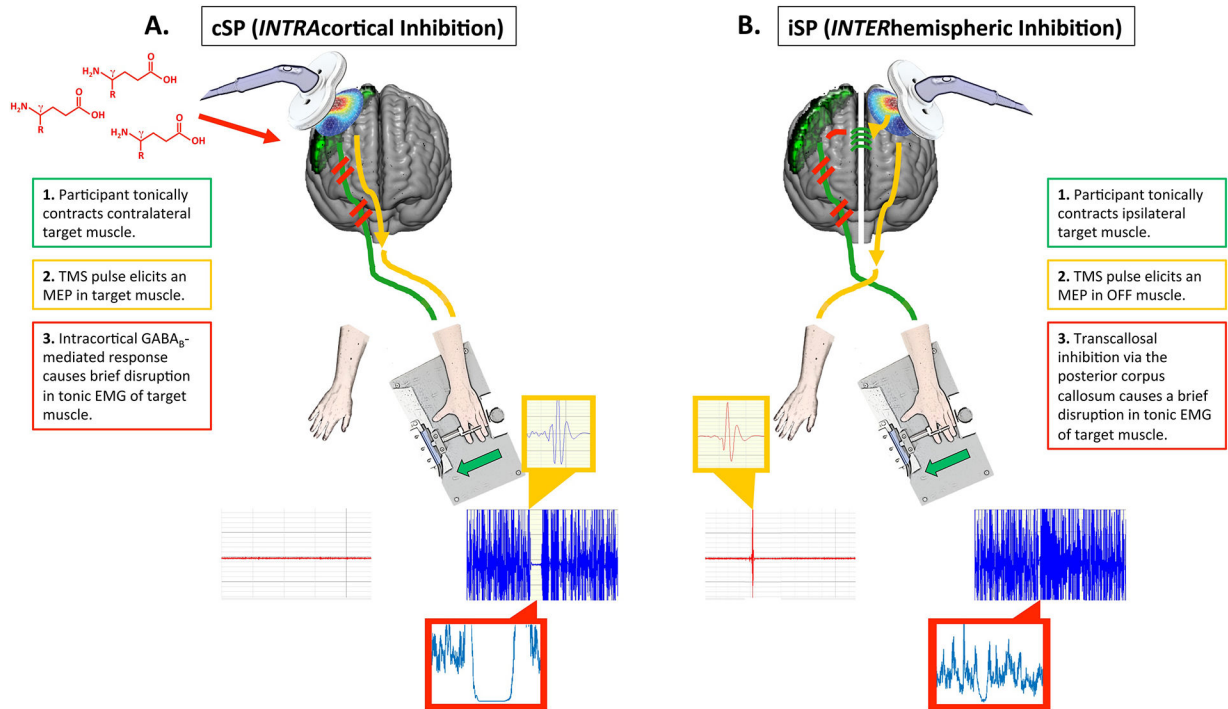 A.
cSP (INTRAcortical Inhibition)
B.
iSP (INTERhemispheric Inhibition)
O
H₂N
γ
OH
R
O
H₂N
γ
OH
R
O
H₂N
γ
OH
R
1. Participant tonically
contracts contralateral
target muscle.
2. TMS pulse elicits an
MEP in target muscle.
3. Intracortical GABA_B-
mediated response
causes brief disruption
in tonic EMG of target
muscle.
1. Participant tonically
contracts ipsilateral
target muscle.
2. TMS pulse elicits an
MEP in OFF muscle.
3. Transcallosal
inhibition via the
posterior corpus
callosum causes a brief
disruption in tonic EMG
of target muscle.